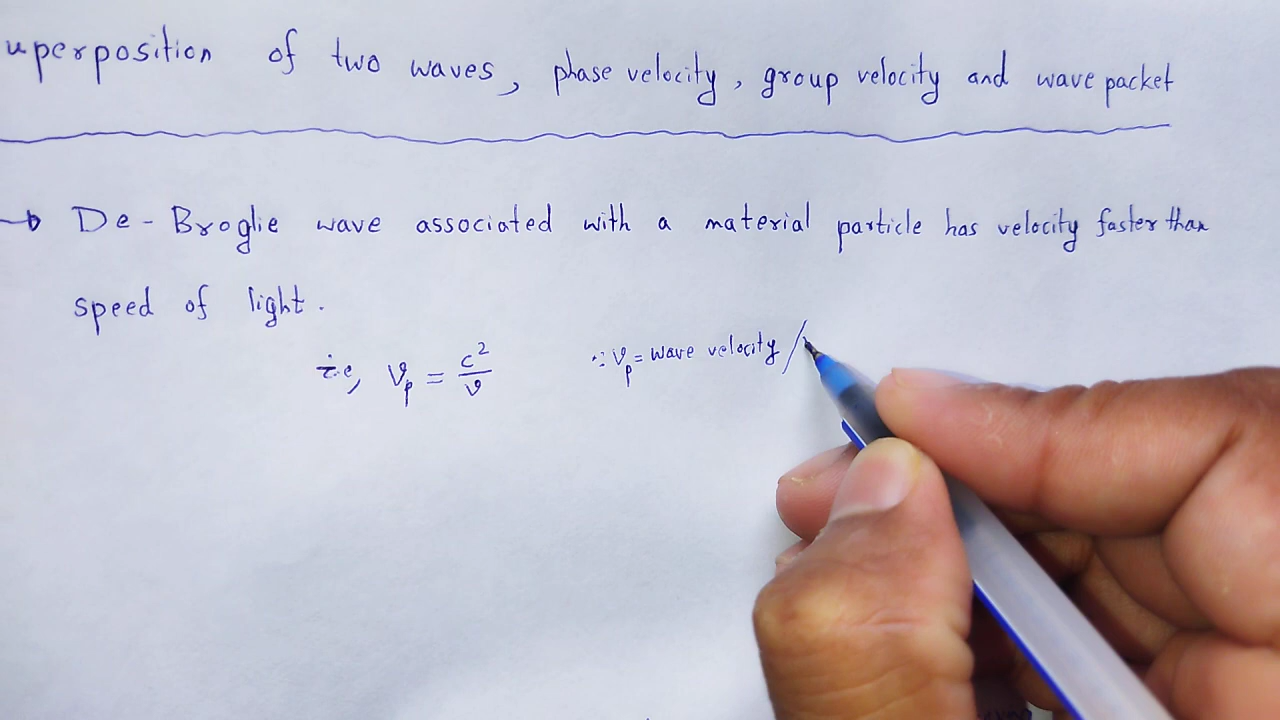 uperposition of two waves, phase velocity, group velocity and wave packet
→ De-Broglie wave associated with a material particle has velocity faster than
speed of light.
i.e, Vp = c²/v ∵ Vp = wave velocity /